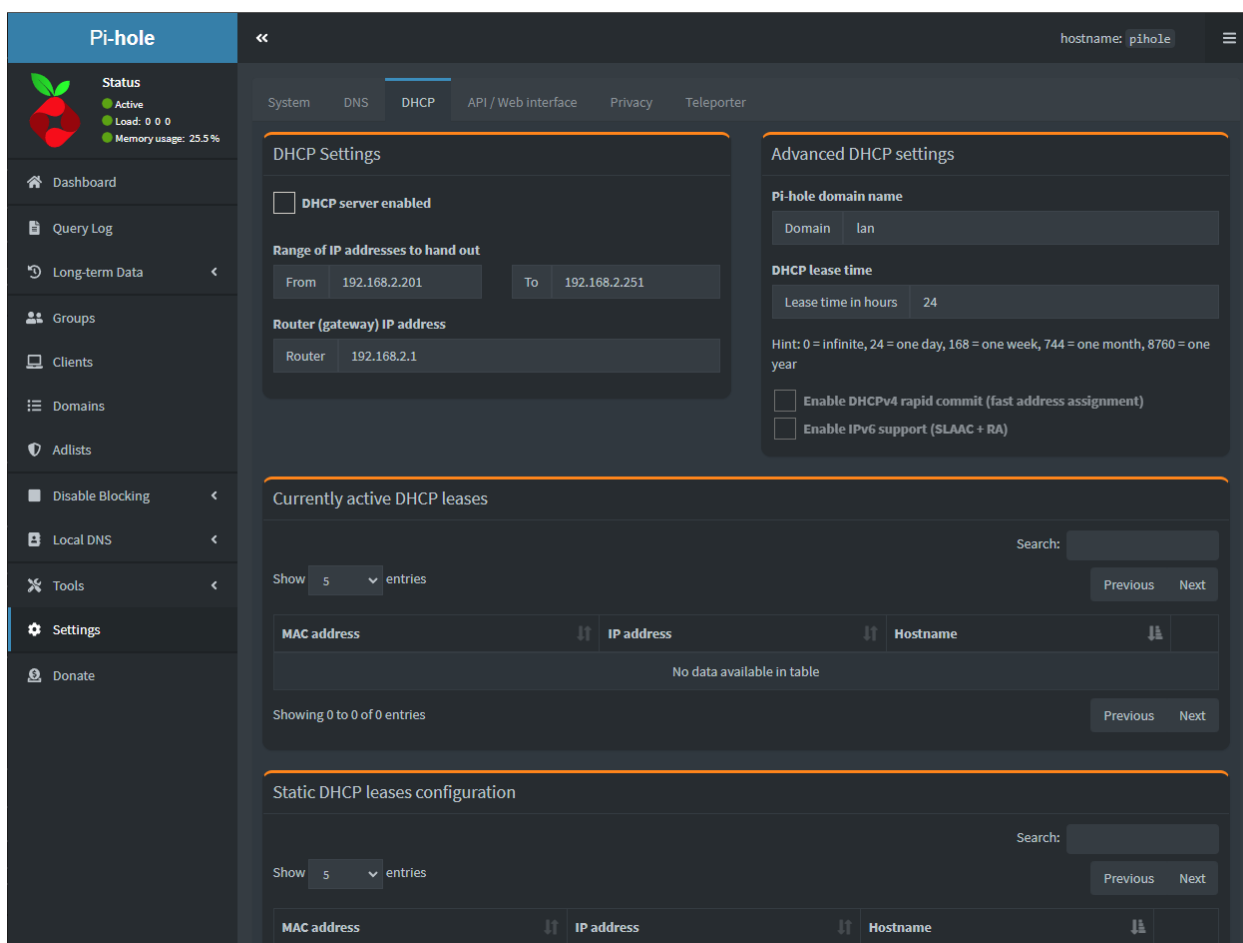 Pi-hole
hostname: pihole
Status
Active
Load: 0 0 0
Memory usage: 25.5 %
Dashboard
Query Log
Long-term Data
Groups
Clients
Domains
Adlists
Disable Blocking
Local DNS
Tools
Settings
Donate
System DNS DHCP API / Web interface Privacy Teleporter
DHCP Settings
DHCP server enabled
Range of IP addresses to hand out
From 192.168.2.201 To 192.168.2.251
Router (gateway) IP address
Router 192.168.2.1
Advanced DHCP settings
Pi-hole domain name
Domain lan
DHCP lease time
Lease time in hours 24
Hint: 0 = infinite, 24 = one day, 168 = one week, 744 = one month, 8760 = one
year
Enable DHCPv4 rapid commit (fast address assignment)
Enable IPv6 support (SLAAC + RA)
Currently active DHCP leases
Search:
Show 5 entries
Previous Next
MAC address IP address Hostname
No data available in table
Showing 0 to 0 of 0 entries
Previous Next
Static DHCP leases configuration
Search:
Show 5 entries
Previous Next
MAC address IP address Hostname